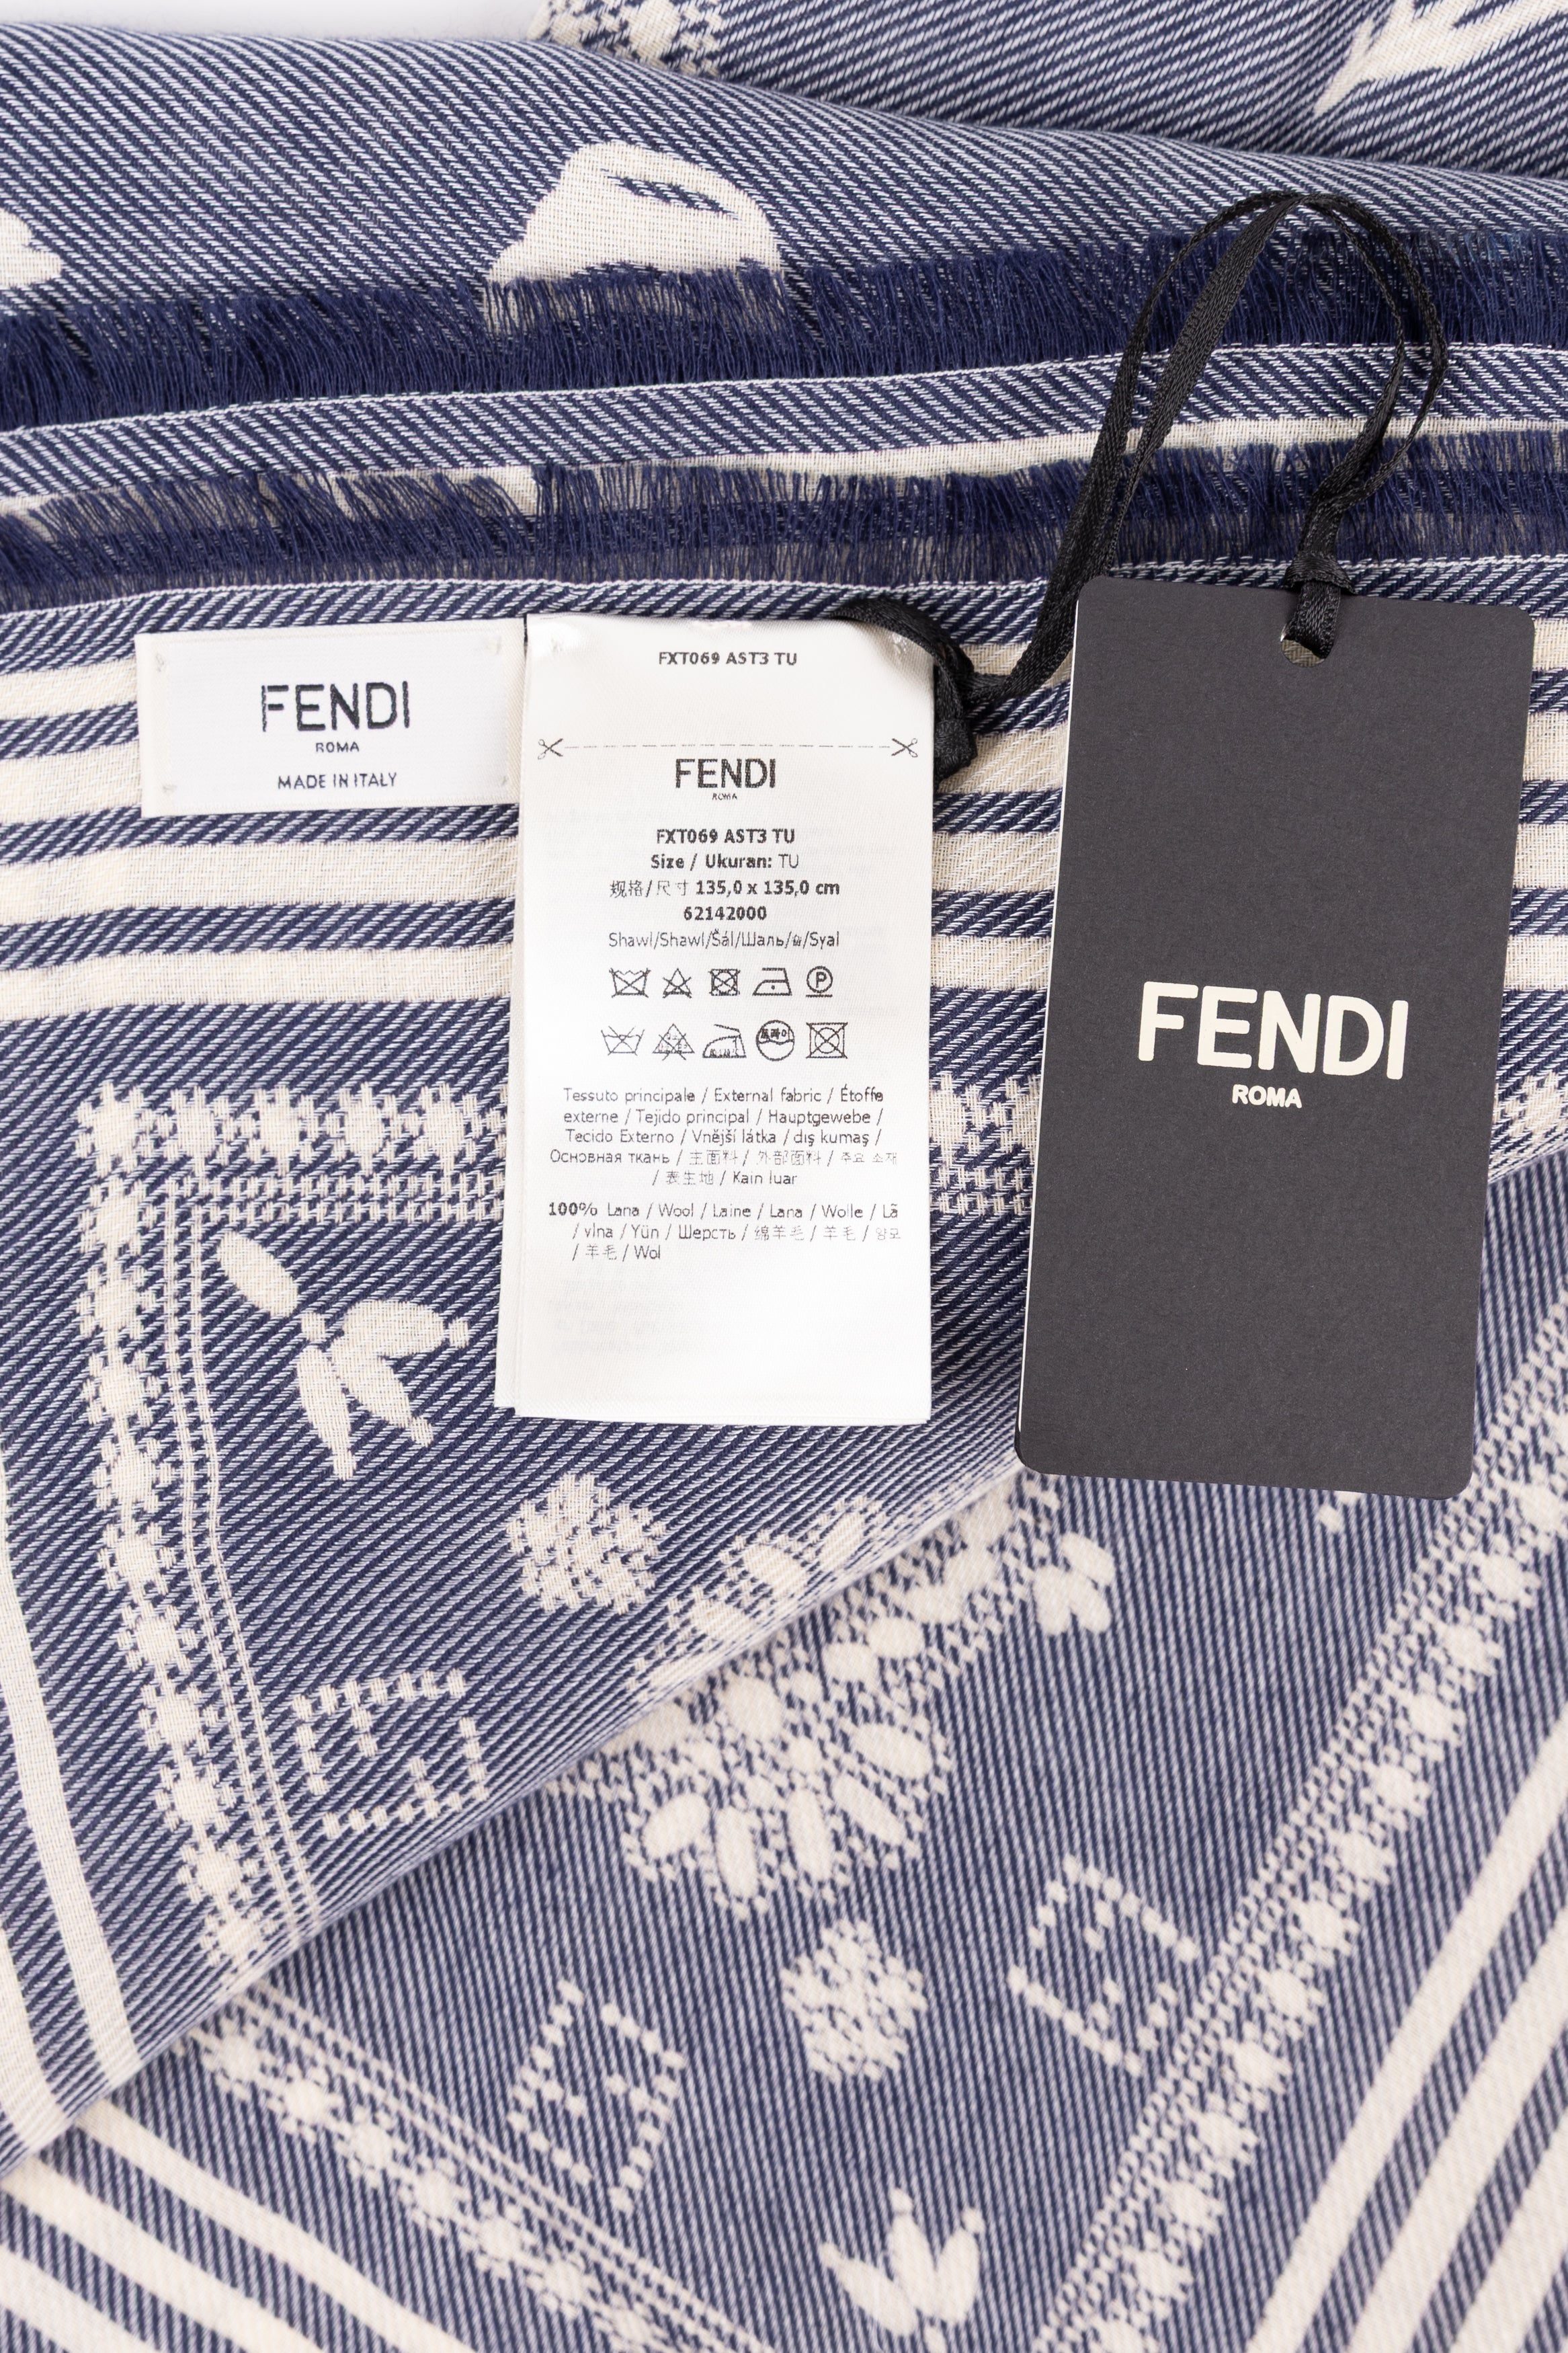 FENDI
ROMA
MADE IN ITALY
FXT069 AST3 TU
FENDI
ROMA
FXT069 AST3 TU
Size / Ukuran: TU
规格/尺寸 135,0 x 135,0 cm
62142000
Shawl/Shawl/Šál/Шаль/숄/Syal
P
드라이
Tessuto principale / External fabric / Étoffe
externe / Tejido principal / Hauptgewebe /
Tecido Externo / Vnější látka / dış kumaş /
Основная ткань / 主面料 / 外部面料 / 주요 소재
/ 表生地 / Kain luar
100% Lana / Wool / Laine / Lana / Wolle / Lã
/ vlna / Yün / Шерсть / 绵羊毛 / 羊毛 / 양모
/ 羊毛 / Wol
FENDI
ROMA